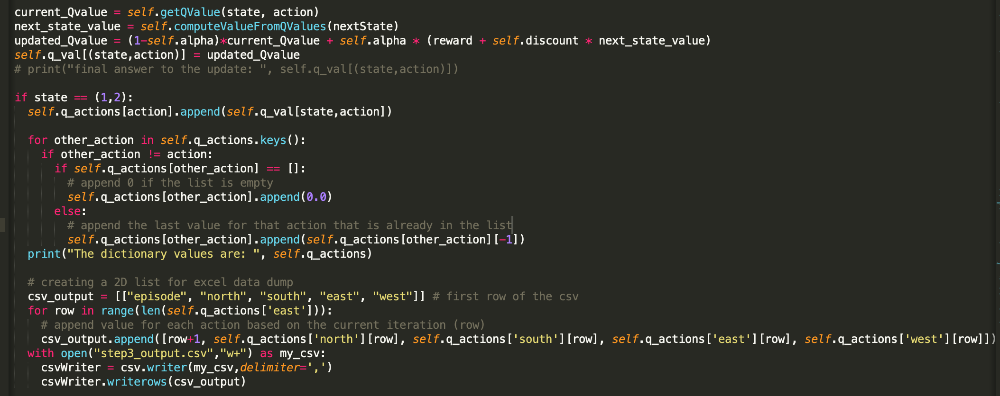 current_Qvalue = self.getQValue(state, action)
next_state_value = self.computeValueFromQValues(nextState)
updated_Qvalue = (1-self.alpha)*current_Qvalue + self.alpha * (reward + self.discount * next_state_value)
self.q_val[(state,action)] = updated_Qvalue
# print("final answer to the update: ", self.q_val[(state,action)])

if state == (1,2):
  self.q_actions[action].append(self.q_val[state,action])

  for other_action in self.q_actions.keys():
    if other_action != action:
      if self.q_actions[other_action] == []:
        # append 0 if the list is empty
        self.q_actions[other_action].append(0.0)
      else:
        # append the last value for that action that is already in the list
        self.q_actions[other_action].append(self.q_actions[other_action][-1])
  print("The dictionary values are: ", self.q_actions)

  # creating a 2D list for excel data dump
  csv_output = [["episode", "north", "south", "east", "west"]] # first row of the csv
  for row in range(len(self.q_actions['east'])):
    # append value for each action based on the current iteration (row)
    csv_output.append([row+1, self.q_actions['north'][row], self.q_actions['south'][row], self.q_actions['east'][row], self.q_actions['west'][row]])
  with open("step3_output.csv","w+") as my_csv:
    csvWriter = csv.writer(my_csv,delimiter=',')
    csvWriter.writerows(csv_output)